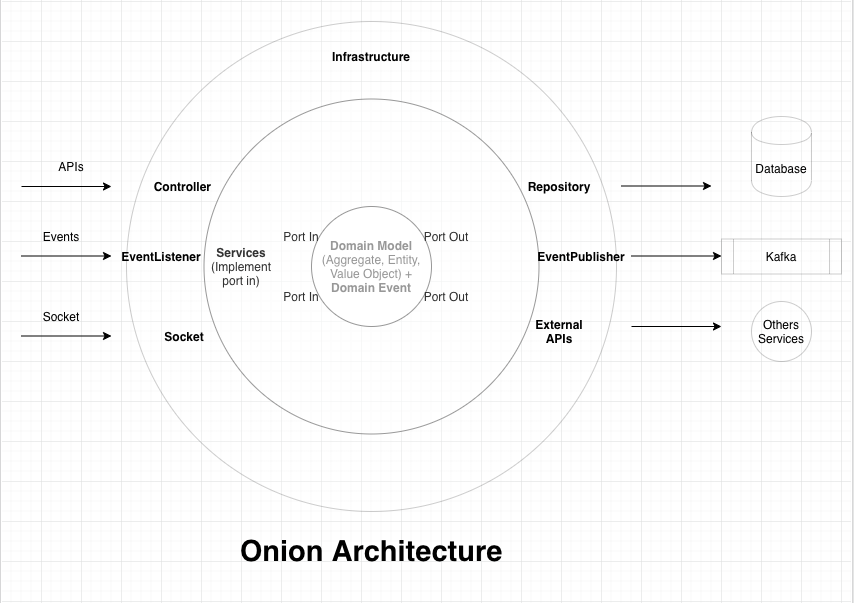 Infrastructure
APIs
Controller
Repository
Database
Events
EventListener
Services
(Implement
port in)
Port In
Port In
Domain Model
(Aggregate, Entity,
Value Object) +
Domain Event
Port Out
Port Out
EventPublisher
Kafka
Socket
Socket
External
APIs
Others
Services
Onion Architecture